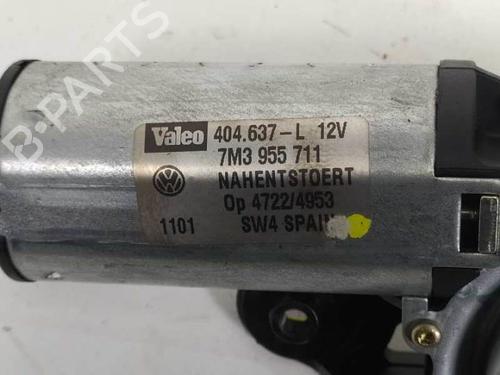 Valeo 404.637-L 12V
7M3 955 711
NAHENTSTOERT
Op 4722/4953
1101 SW4 SPAIN
B-PARTS